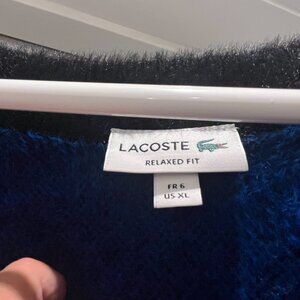 LACOSTE
RELAXED FIT
FR 6
US XL